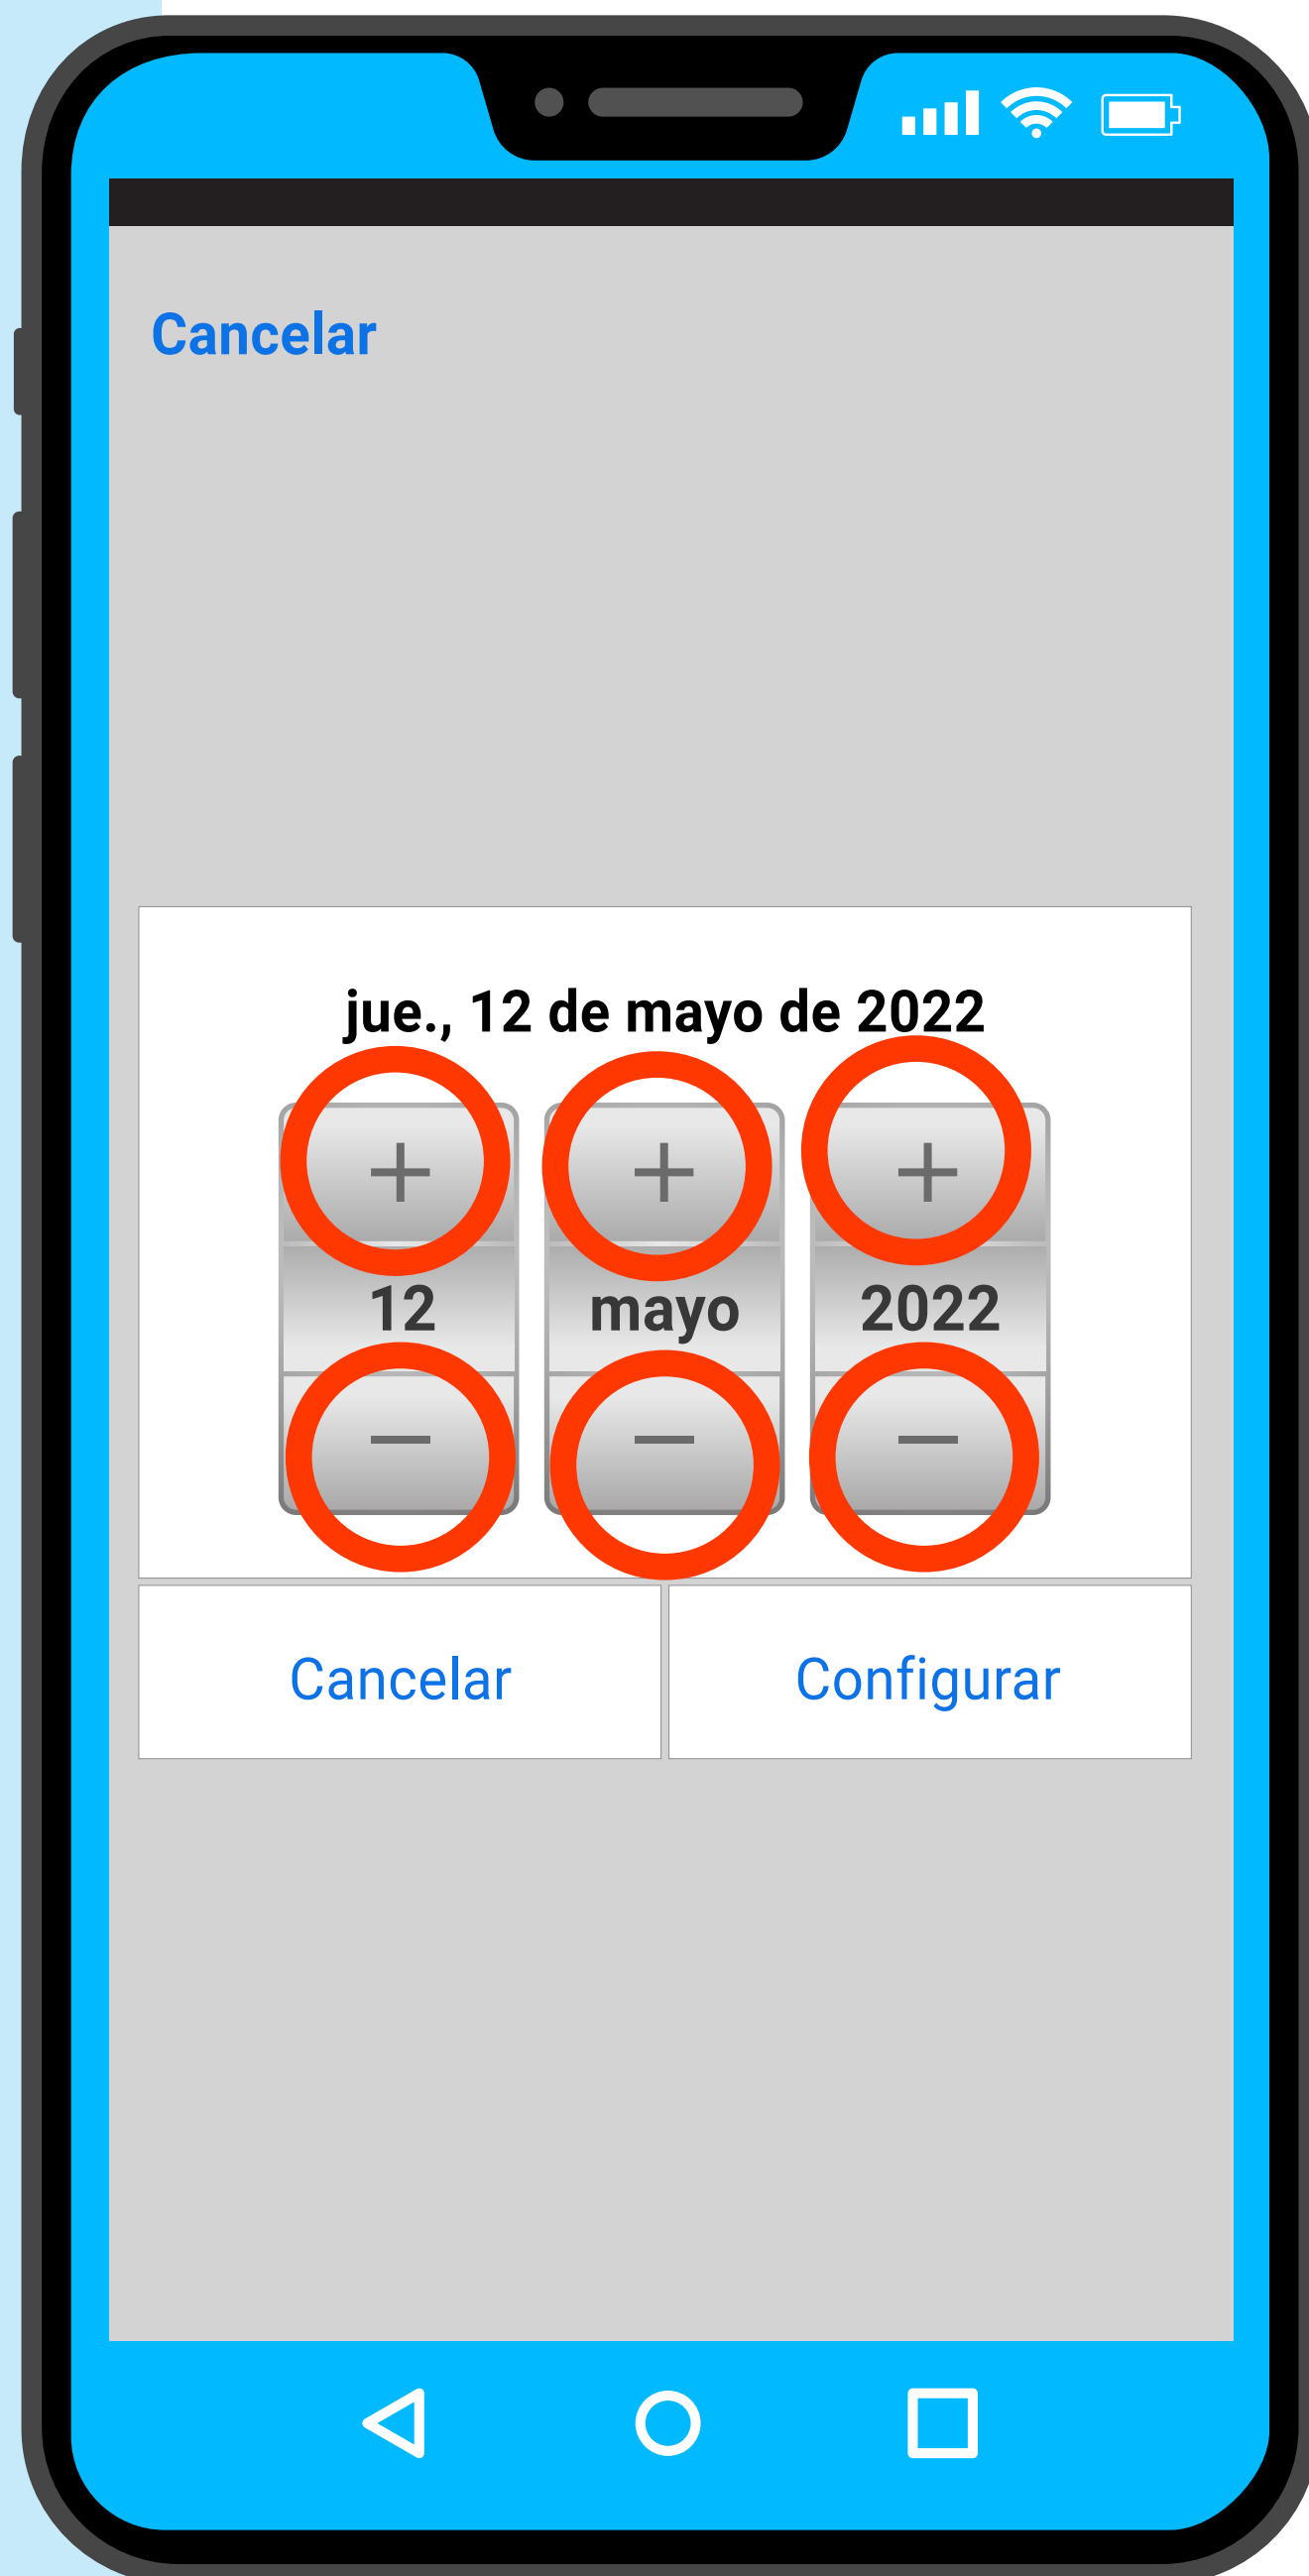 Cancelar
jue., 12 de mayo de 2022
+ + +
12 mayo 2022
− − −
Cancelar Configurar